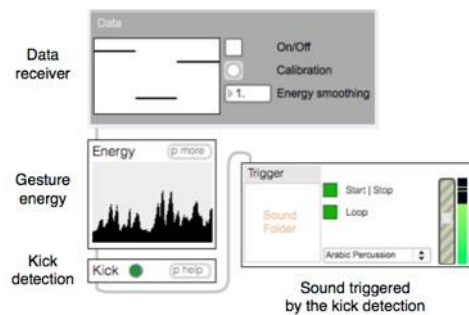 Data
Data
receiver
On/Off
Calibration
1.
Energy smoothing
Gesture
energy
Energy
p more
Kick
detection
Kick
p help
Trigger
Sound
Folder
Start | Stop
Loop
Arabic Percussion
Sound triggered
by the kick detection